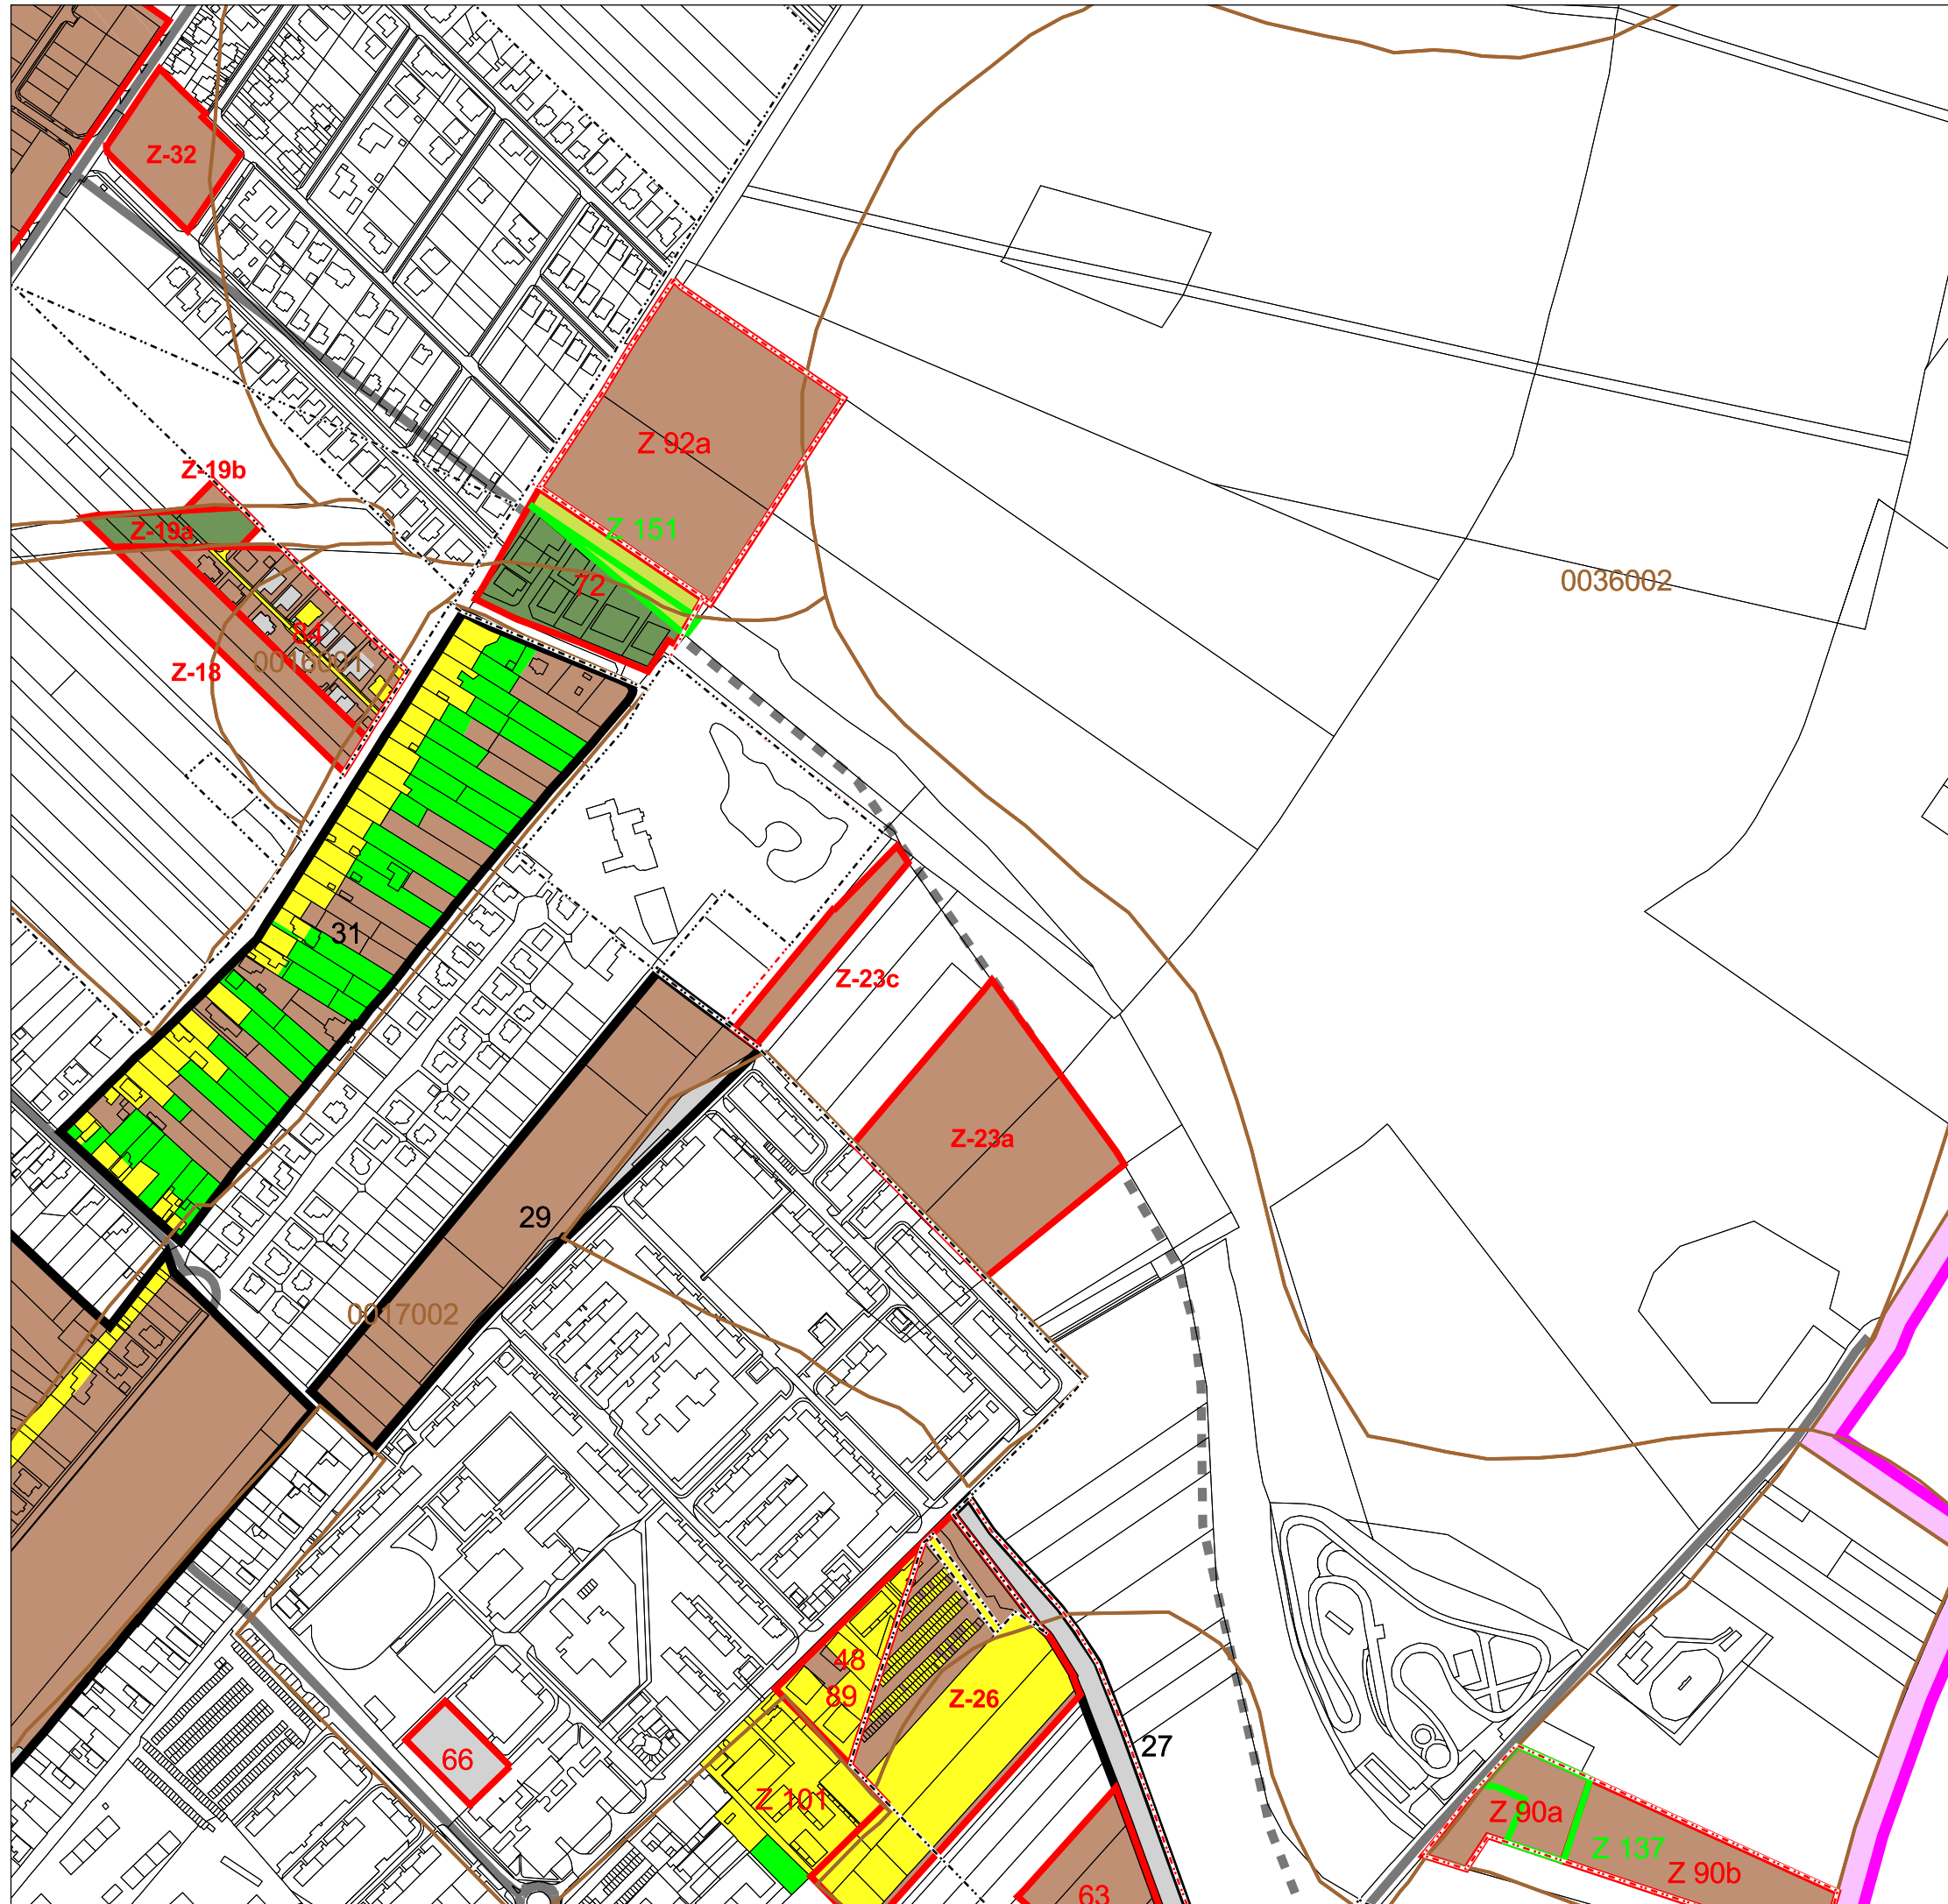 Z-32
Z 92a
Z-19b
Z-19a
Z 151
72
0036002
84
0016001
Z-18
31
Z-23c
Z-23a
29
0017002
48
89
Z-26
27
66
Z 101
Z 90a
Z 137
Z 90b
63